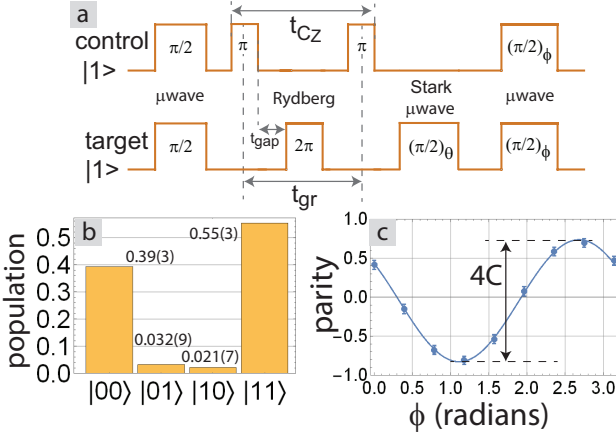 a
t_CZ
control
|1>
π/2
π
π
(π/2)_ϕ
μwave
Rydberg
Stark
μwave
μwave
target
|1>
π/2
t_gap
2π
(π/2)_θ
(π/2)_ϕ
t_gr
b
population
0.5
0.4
0.3
0.2
0.1
0.0
0.39(3)
0.032(9)
0.021(7)
0.55(3)
|00⟩ |01⟩ |10⟩ |11⟩
c
parity
1.0
0.5
0.0
−0.5
−1.0
4C
0.0 0.5 1.0 1.5 2.0 2.5 3.0
ϕ (radians)